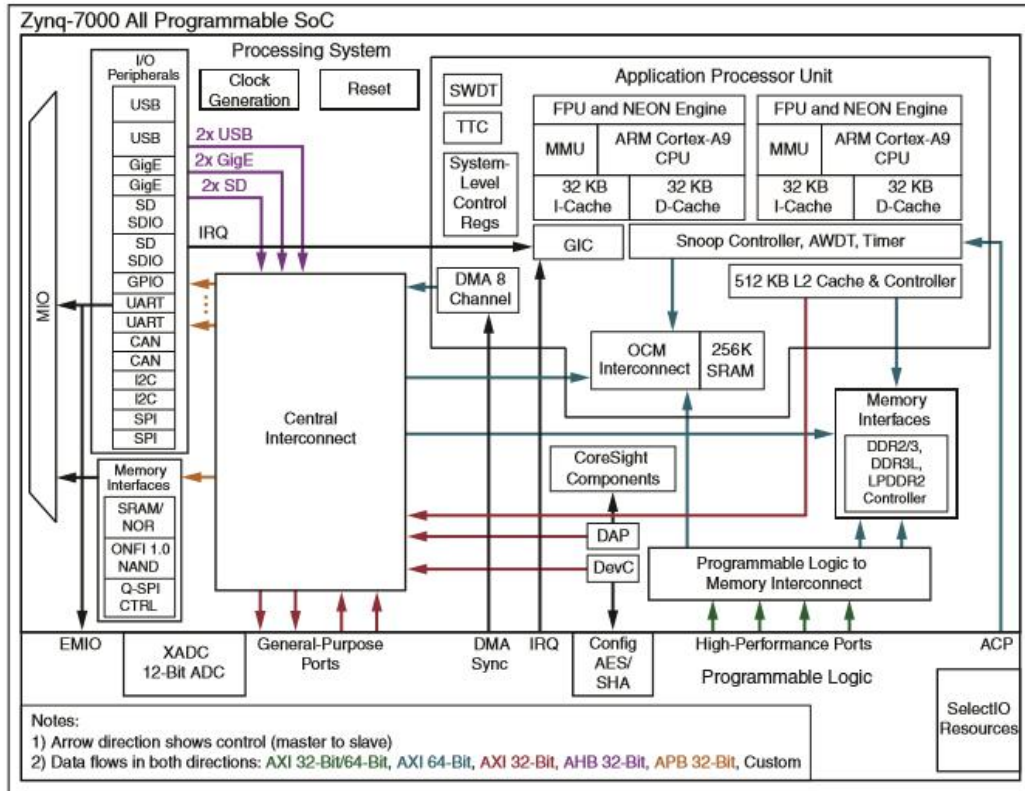 Zynq-7000 All Programmable SoC
Processing System
I/O
Peripherals
USB
USB
GigE
GigE
SD
SDIO
SD
SDIO
GPIO
UART
UART
CAN
CAN
I2C
I2C
SPI
SPI
MIO
Clock
Generation
Reset
2x USB
2x GigE
2x SD
IRQ
Application Processor Unit
SWDT
TTC
System-
Level
Control
Regs
FPU and NEON Engine
MMU
ARM Cortex-A9
CPU
32 KB
I-Cache
32 KB
D-Cache
FPU and NEON Engine
MMU
ARM Cortex-A9
CPU
32 KB
I-Cache
32 KB
D-Cache
GIC
Snoop Controller, AWDT, Timer
DMA 8
Channel
512 KB L2 Cache & Controller
OCM
Interconnect
256K
SRAM
Central
Interconnect
Memory
Interfaces
DDR2/3,
DDR3L,
LPDDR2
Controller
CoreSight
Components
DAP
DevC
Programmable Logic to
Memory Interconnect
Memory
Interfaces
SRAM/
NOR
ONFI 1.0
NAND
Q-SPI
CTRL
EMIO
XADC
12-Bit ADC
General-Purpose
Ports
DMA
Sync
IRQ
Config
AES/
SHA
High-Performance Ports
ACP
Programmable Logic
SelectIO
Resources
Notes:
1) Arrow direction shows control (master to slave)
2) Data flows in both directions: AXI 32-Bit/64-Bit, AXI 64-Bit, AXI 32-Bit, AHB 32-Bit, APB 32-Bit, Custom